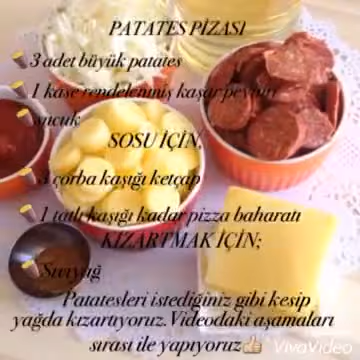 PATATES PİZASI
3 adet büyük patates
1 kase rendelenmiş kaşar peyniri
sucuk
SOSU İÇİN;
3 çorba kaşığı ketçap
1 tatlı kaşığı kadar pizza baharatı
KIZARTMAK İÇİN;
Sıvıyağ
Patatesleri istediğiniz gibi kesip
yağda kızartıyoruz.Videodaki aşamaları
sırası ile yapıyoruz
VivaVideo